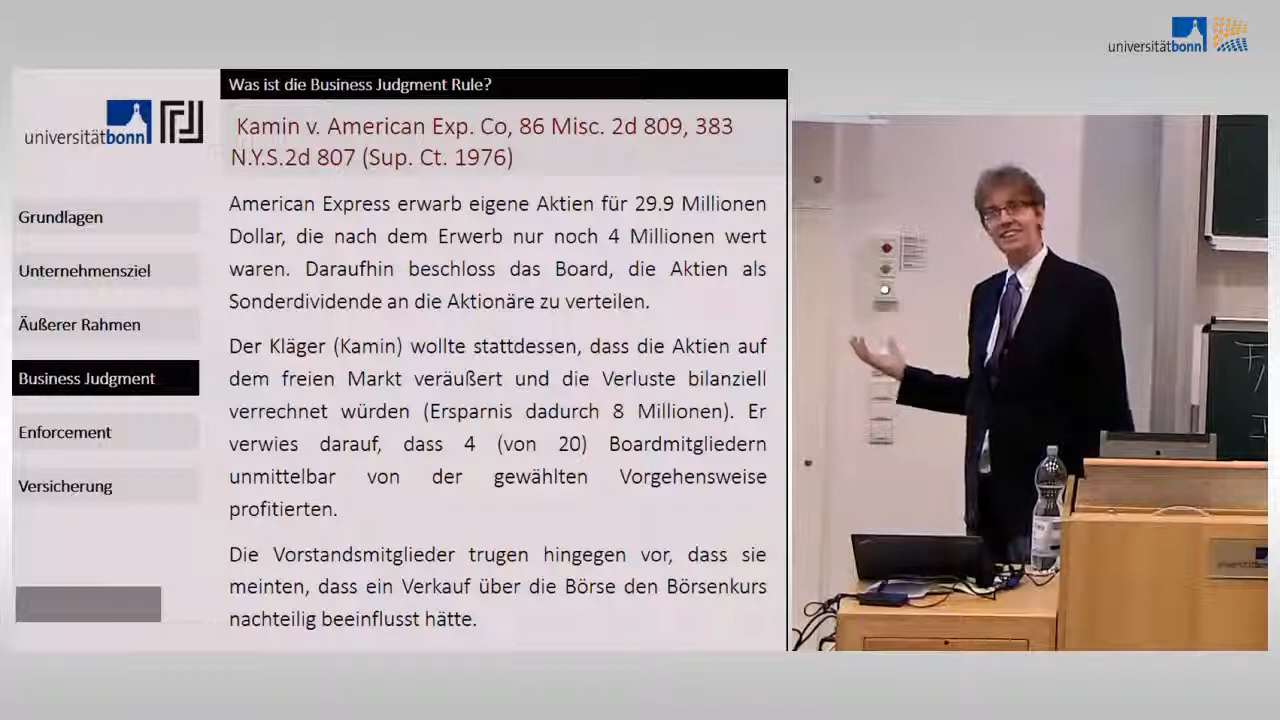 universitätbonn
Was ist die Business Judgment Rule?
universitätbonn
Kamin v. American Exp. Co, 86 Misc. 2d 809, 383
N.Y.S.2d 807 (Sup. Ct. 1976)
Grundlagen
Unternehmensziel
Äußerer Rahmen
Business Judgment
Enforcement
Versicherung
American Express erwarb eigene Aktien für 29.9 Millionen
Dollar, die nach dem Erwerb nur noch 4 Millionen wert
waren. Daraufhin beschloss das Board, die Aktien als
Sonderdividende an die Aktionäre zu verteilen.
Der Kläger (Kamin) wollte stattdessen, dass die Aktien auf
dem freien Markt veräußert und die Verluste bilanziell
verrechnet würden (Ersparnis dadurch 8 Millionen). Er
verwies darauf, dass 4 (von 20) Boardmitgliedern
unmittelbar von der gewählten Vorgehensweise
profitierten.
Die Vorstandsmitglieder trugen hingegen vor, dass sie
meinten, dass ein Verkauf über die Börse den Börsenkurs
nachteilig beeinflusst hätte.